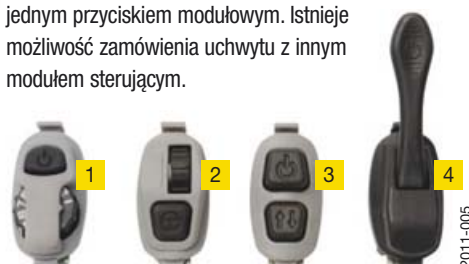 jednym przyciskiem modułowym. Istnieje
możliwość zamówienia uchwytu z innym
modułem sterującym.
1 2 3 4
2011-005